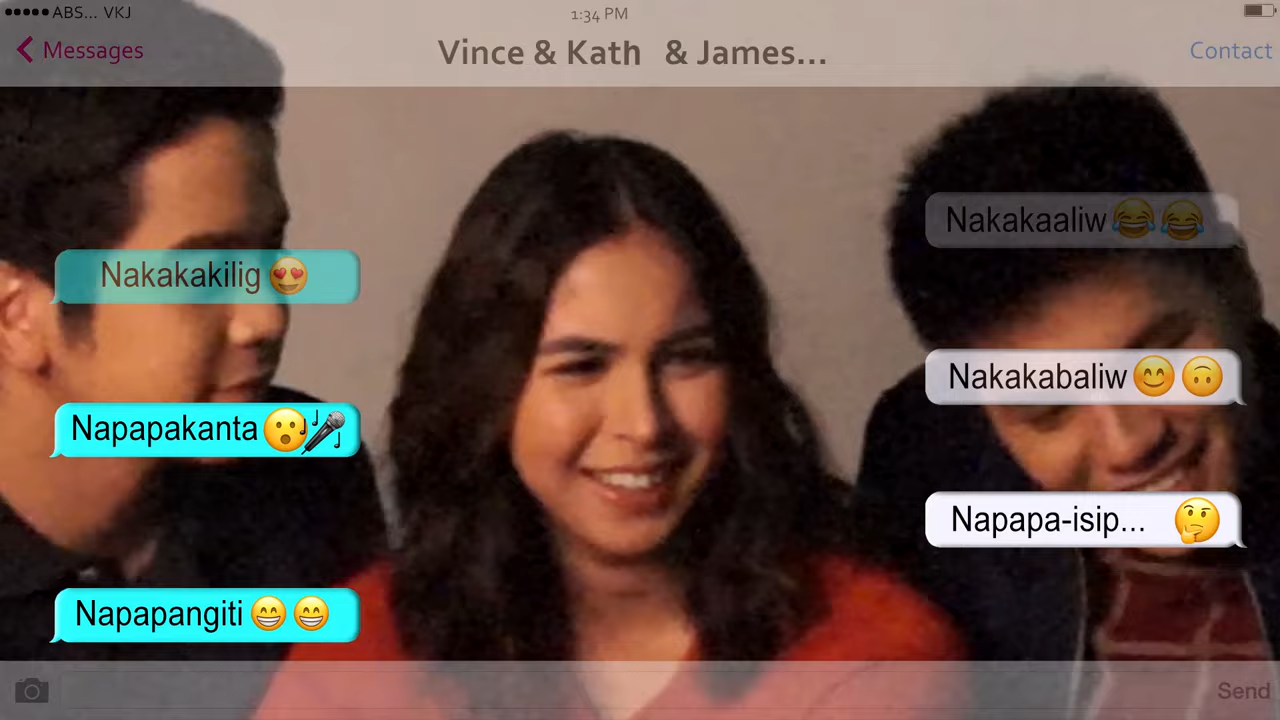 ●●●●● ABS... VKJ
1:34 PM
Messages
Vince & Kath & James...
Contact
Nakakaaliw😂😂
Nakakakilig😍
Nakakabaliw😊🙃
Napapakanta😮🎤
Napapa-isip... 🤔
Napapangiti😁😁
Send